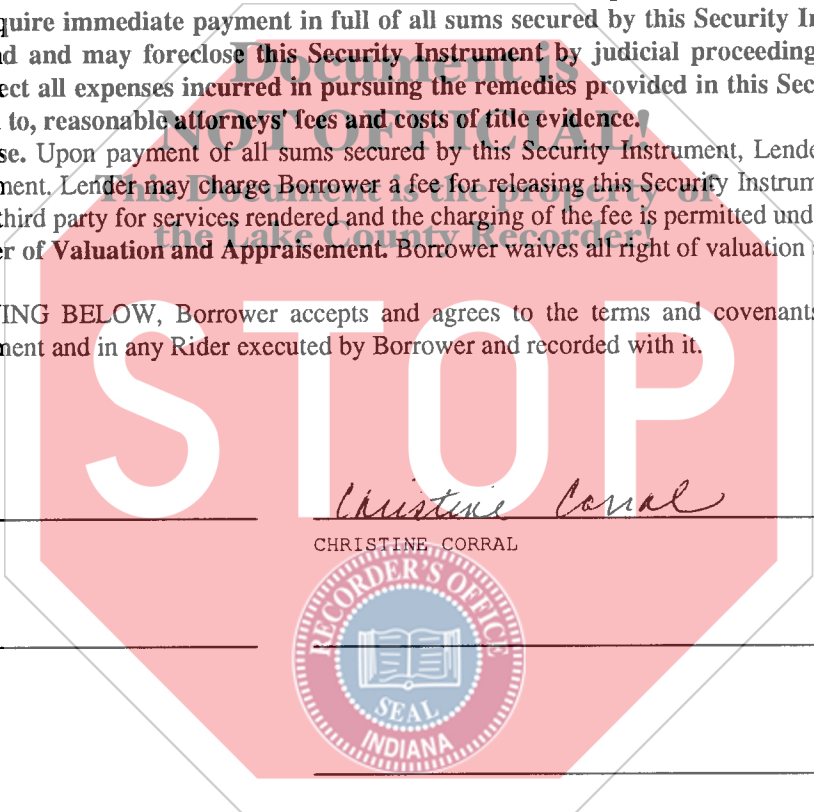 quire immediate payment in full of all sums secured by this Security In
d and may foreclose this Security Instrument by judicial proceeding
ect all expenses incurred in pursuing the remedies provided in this Sec
to, reasonable attorneys' fees and costs of title evidence.
se. Upon payment of all sums secured by this Security Instrument, Lende
nent. Lender may charge Borrower a fee for releasing this Security Instrum
third party for services rendered and the charging of the fee is permitted und
er of Valuation and Appraisement. Borrower waives all right of valuation
ING BELOW, Borrower accepts and agrees to the terms and covenants
ment and in any Rider executed by Borrower and recorded with it.
Document is
NOT OFFICIAL!
This Document is the property of
the Lake County Recorder!
STOP
Christine Corral
CHRISTINE CORRAL
RECORDER'S OFFICE
SEAL
INDIANA